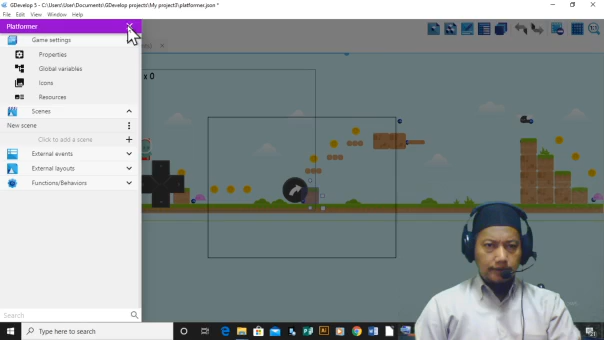 GDevelop 5 - C:\Users\User\Documents\GDevelop projects\My project3\platformer.json *
File Edit View Window Help
Platformer
Game settings
Properties
Global variables
Icons
Resources
Scenes
New scene
Click to add a scene
External events
External layouts
Functions/Behaviors
Search
x 0
Type here to search